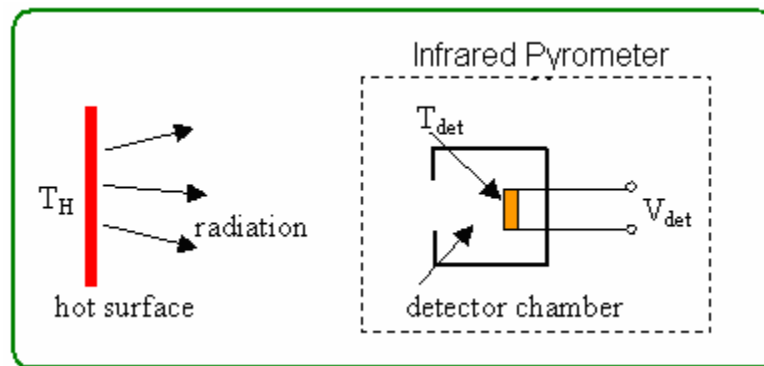 Infrared Pyrometer
T_det
T_H
radiation
V_det
hot surface
detector chamber